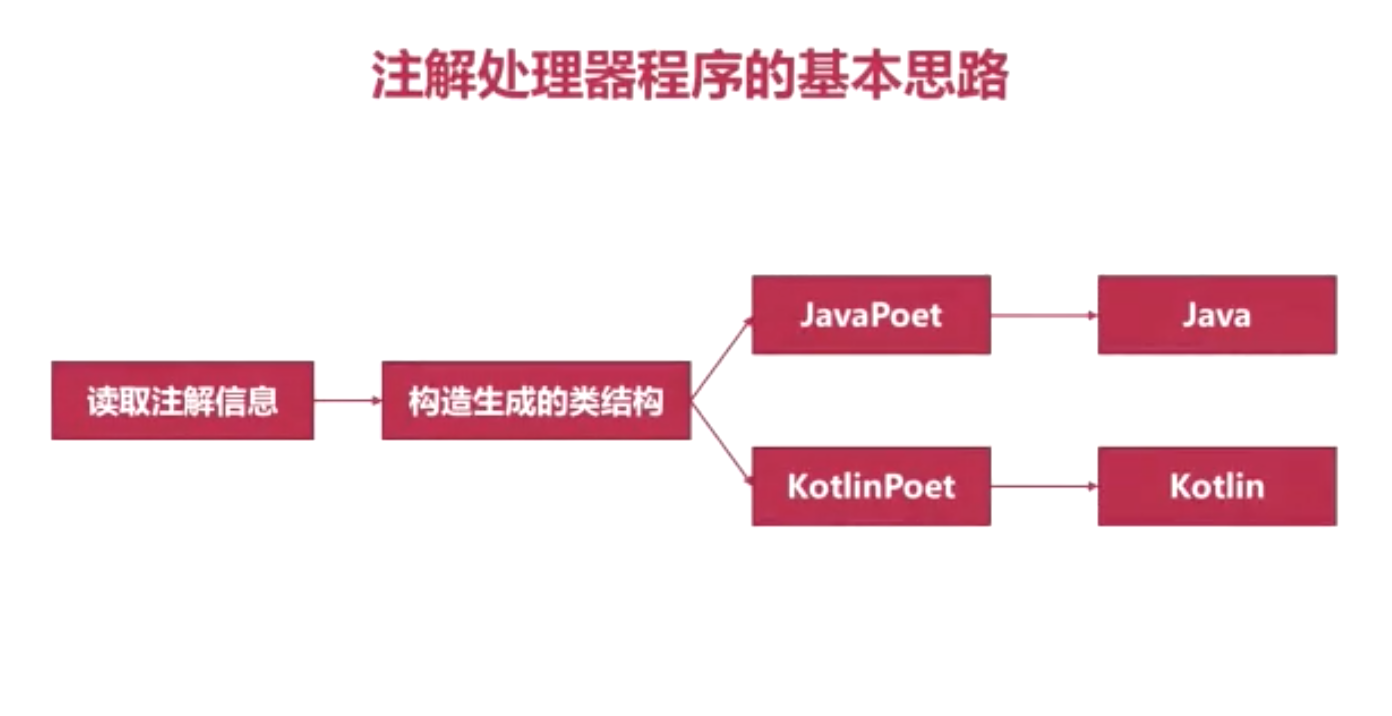 注解处理器程序的基本思路
读取注解信息
构造生成的类结构
JavaPoet
Java
KotlinPoet
Kotlin